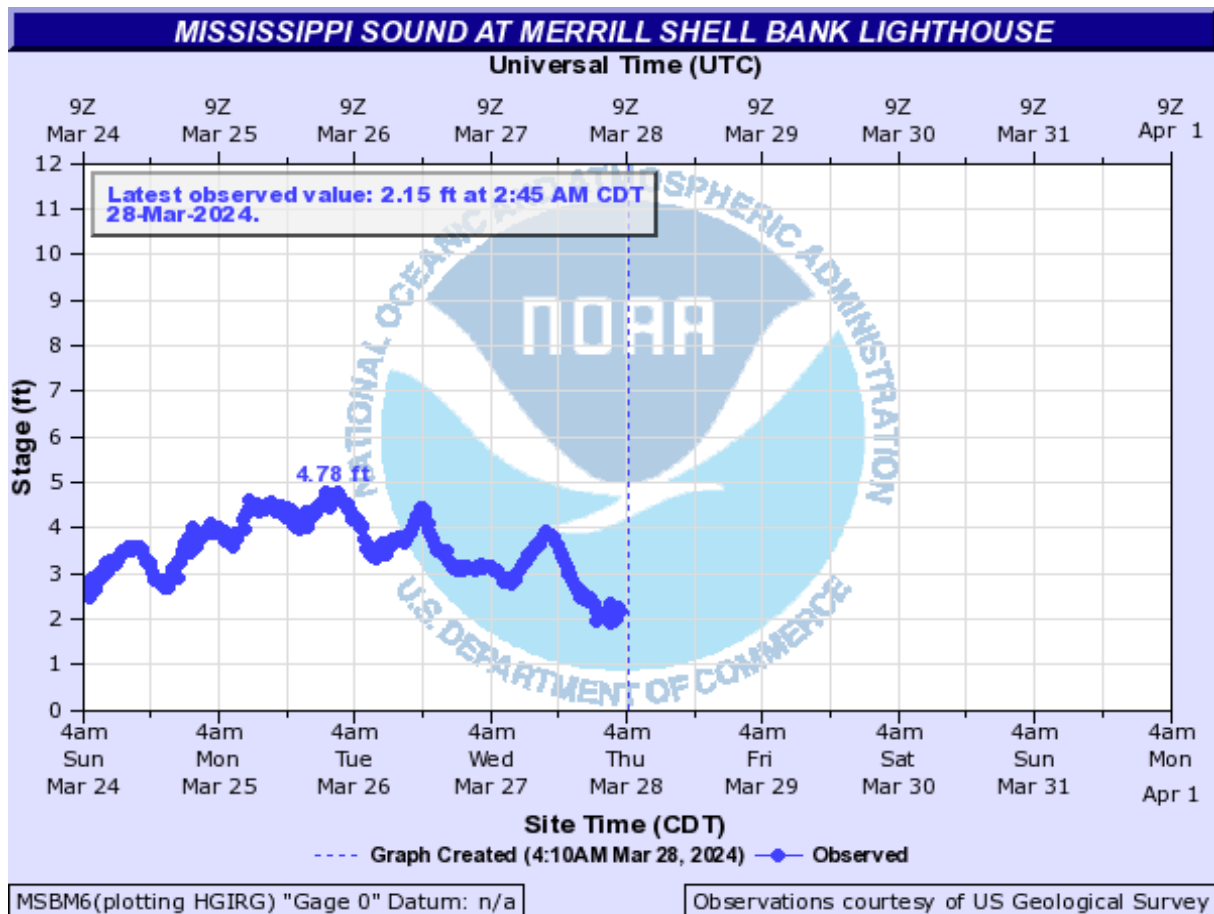 MISSISSIPPI SOUND AT MERRILL SHELL BANK LIGHTHOUSE
Universal Time (UTC)
9Z 9Z 9Z 9Z 9Z 9Z 9Z 9Z 9Z
Mar 24 Mar 25 Mar 26 Mar 27 Mar 28 Mar 29 Mar 30 Mar 31 Apr 1
Latest observed value: 2.15 ft at 2:45 AM CDT
28-Mar-2024.
NATIONAL OCEANIC AND ATMOSPHERIC ADMINISTRATION
NOAA
U.S. DEPARTMENT OF COMMERCE
Stage (ft)
12
11
10
9
8
7
6
5
4
3
2
1
0
4.78 ft
4am 4am 4am 4am 4am 4am 4am 4am 4am
Sun Mon Tue Wed Thu Fri Sat Sun Mon
Mar 24 Mar 25 Mar 26 Mar 27 Mar 28 Mar 29 Mar 30 Mar 31 Apr 1
Site Time (CDT)
Graph Created (4:10AM Mar 28, 2024) Observed
MSBM6(plotting HGIRG) "Gage 0" Datum: n/a
Observations courtesy of US Geological Survey